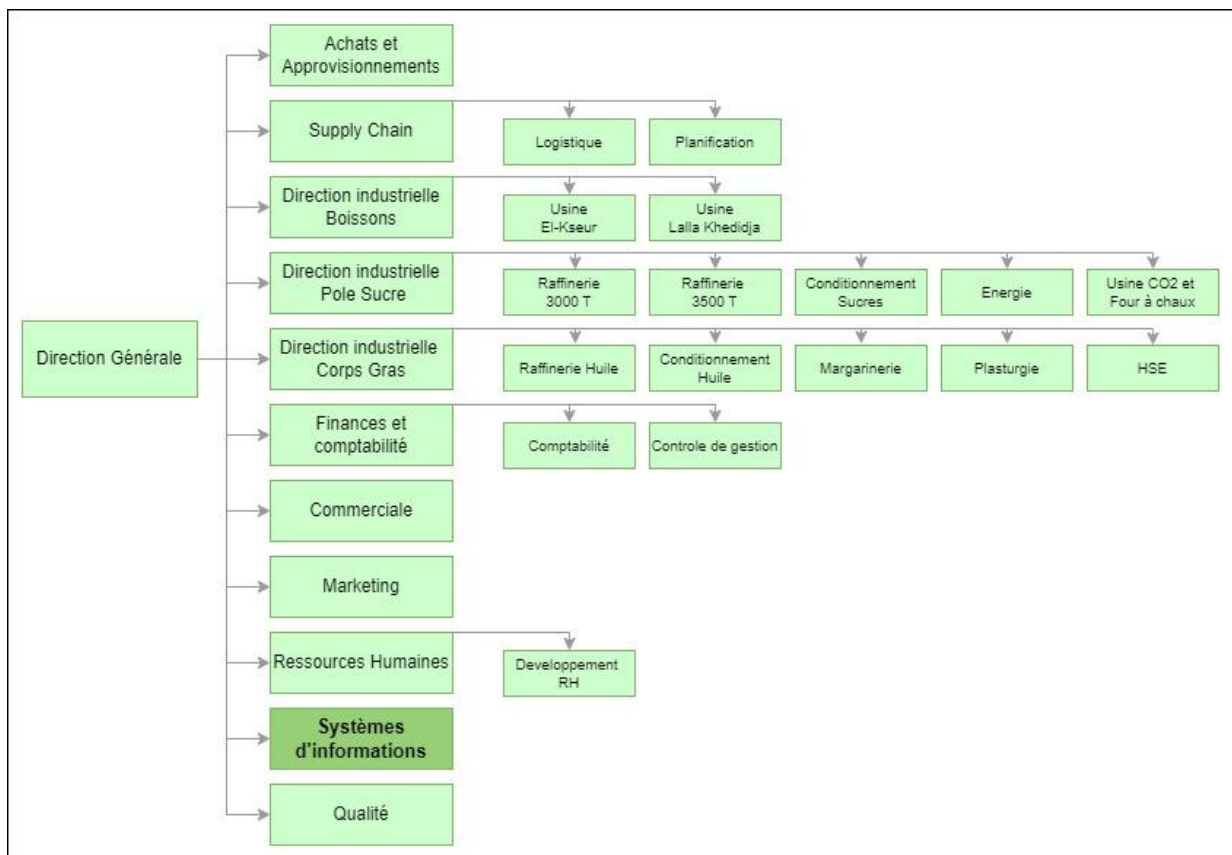 Achats et
Approvisionnements
Supply Chain
Logistique
Planification
Direction industrielle
Boissons
Usine
El-Kseur
Usine
Lalla Khedidja
Direction industrielle
Pole Sucre
Raffinerie
3000 T
Raffinerie
3500 T
Conditionnement
Sucres
Energie
Usine CO2 et
Four à chaux
Direction Générale
Direction industrielle
Corps Gras
Raffinerie Huile
Conditionnement
Huile
Margarinerie
Plasturgie
HSE
Finances et
comptabilité
Comptabilité
Controle de gestion
Commerciale
Marketing
Ressources Humaines
Developpement
RH
Systèmes
d'informations
Qualité